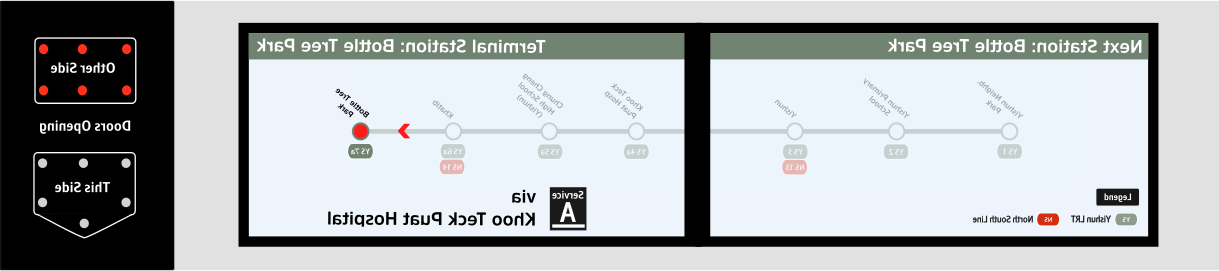 Next Station: Bottle Tree Park
Yishun Neighb.
Park
YS 1
Yishun Primary
School
YS 2
Yishun
YS 3
NS 13
Legend
YS Yishun LRT NS North South Line
Terminal Station: Bottle Tree Park
Khoo Teck
Puat Hosp
YS 4a
Chung Cheng
High School
(Yishun)
YS 5a
Khatib
YS 6a
NS 14
Bottle Tree
Park
YS 7a
Service
A
via
Khoo Teck Puat Hospital
Other Side
Doors Opening
This Side